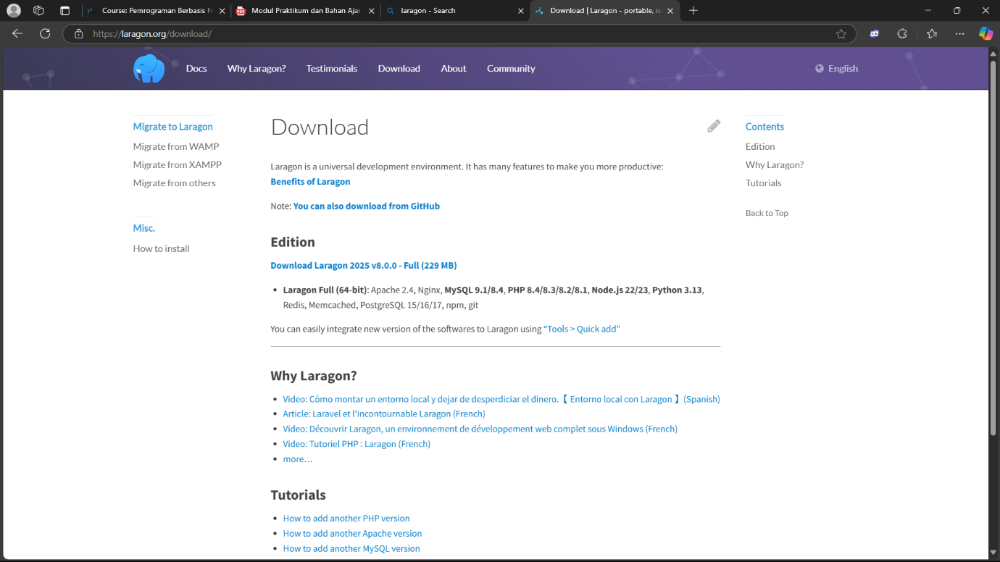 Course: Pemrograman Berbasis Fr
Modul Praktikum dan Bahan Ajar
laragon - Search
Download | Laragon - portable, is
https://laragon.org/download/
Docs
Why Laragon?
Testimonials
Download
About
Community
English
Migrate to Laragon
Migrate from WAMP
Migrate from XAMPP
Migrate from others
Misc.
How to install
Download
Laragon is a universal development environment. It has many features to make you more productive:
Benefits of Laragon
Note: You can also download from GitHub
Edition
Download Laragon 2025 v8.0.0 - Full (229 MB)
• Laragon Full (64-bit): Apache 2.4, Nginx, MySQL 9.1/8.4, PHP 8.4/8.3/8.2/8.1, Node.js 22/23, Python 3.13,
Redis, Memcached, PostgreSQL 15/16/17, npm, git
You can easily integrate new version of the softwares to Laragon using “Tools > Quick add”
Why Laragon?
• Video: Cómo montar un entorno local y dejar de desperdiciar el dinero.【 Entorno local con Laragon 】(Spanish)
• Article: Laravel et l’incontournable Laragon (French)
• Video: Découvrir Laragon, un environnement de développement web complet sous Windows (French)
• Video: Tutoriel PHP : Laragon (French)
• more…
Tutorials
• How to add another PHP version
• How to add another Apache version
• How to add another MySQL version
Contents
Edition
Why Laragon?
Tutorials
Back to Top